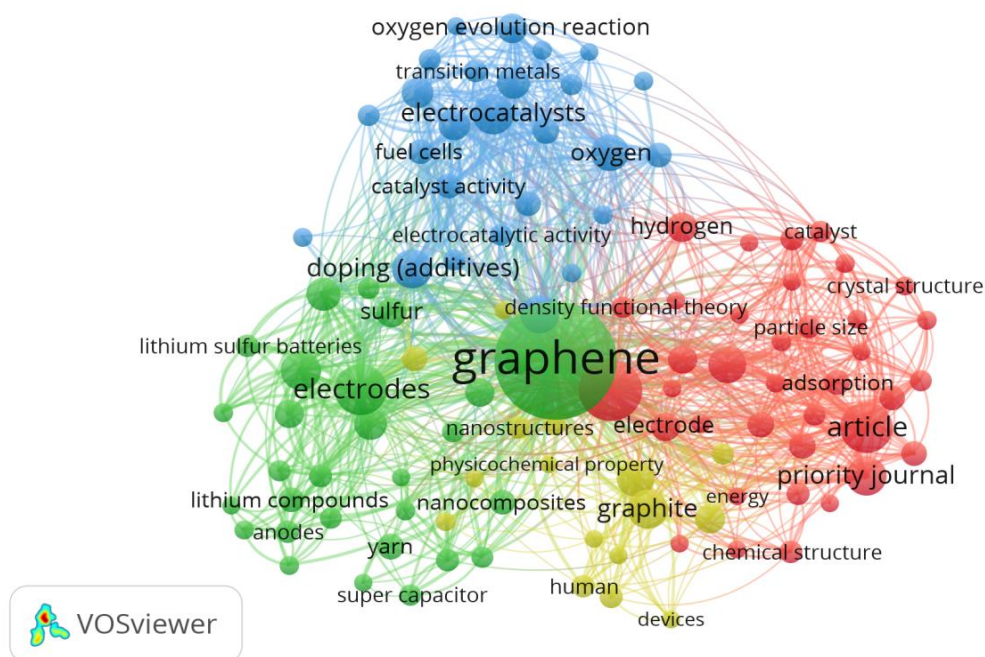 oxygen evolution reaction
transition metals
electrocatalysts
fuel cells
oxygen
catalyst activity
hydrogen
catalyst
electrocatalytic activity
doping (additives)
crystal structure
sulfur
density functional theory
particle size
lithium sulfur batteries
graphene
electrodes
adsorption
nanostructures
electrode
article
physicochemical property
priority journal
lithium compounds
nanocomposites
graphite
energy
anodes
yarn
chemical structure
super capacitor
human
devices
VOSviewer